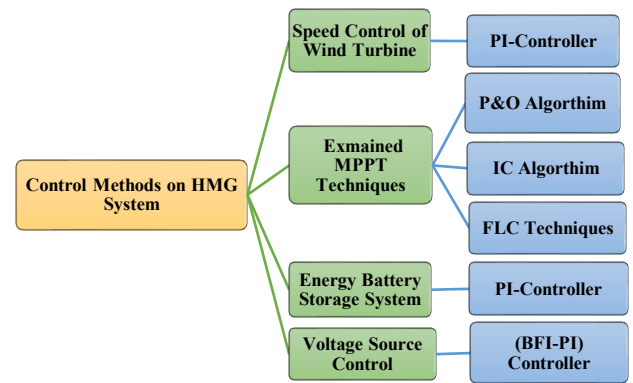 Speed Control of
Wind Turbine
PI-Controller
P&O Algorthim
Exmained
MPPT
Techniques
IC Algorthim
Control Methods on HMG
System
FLC Techniques
Energy Battery
Storage System
PI-Controller
Voltage Source
Control
(BFI-PI)
Controller